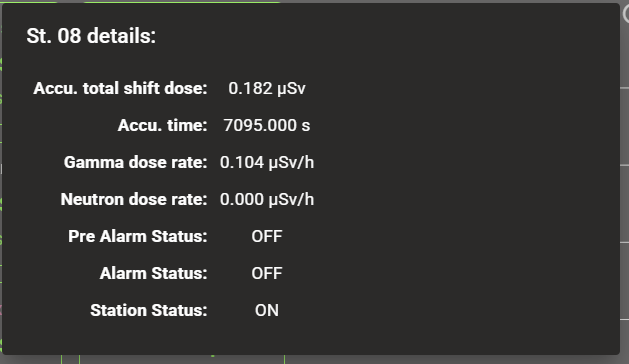 St. 08 details:
Accu. total shift dose: 0.182 µSv
Accu. time: 7095.000 s
Gamma dose rate: 0.104 µSv/h
Neutron dose rate: 0.000 µSv/h
Pre Alarm Status: OFF
Alarm Status: OFF
Station Status: ON